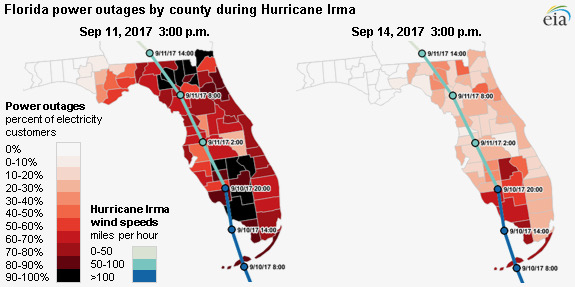 Florida power outages by county during Hurricane Irma
eia
Sep 11, 2017 3:00 p.m.
Sep 14, 2017 3:00 p.m.
9/11/17 14:00
9/11/17 8:00
9/11/17 2:00
9/10/17 20:00
9/10/17 14:00
9/10/17 8:00
9/11/17 14:00
9/11/17 8:00
9/11/17 2:00
9/10/17 20:00
9/10/17 14:00
9/10/17 8:00
Power outages
percent of electricity
customers
0%
0-10%
10-20%
20-30%
30-40%
40-50%
50-60%
60-70%
70-80%
80-90%
90-100%
Hurricane Irma
wind speeds
miles per hour
0-50
50-100
>100